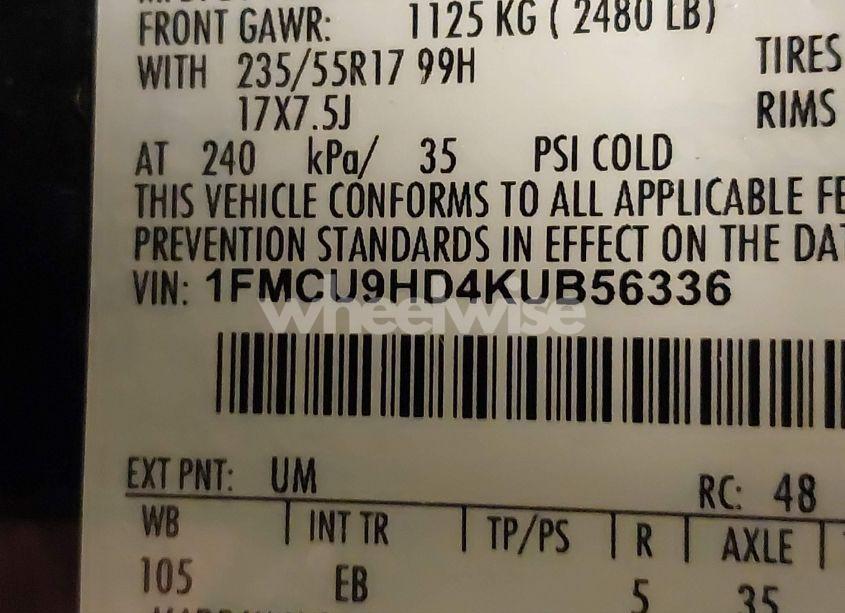 FRONT GAWR: 1125 KG ( 2480 LB)
WITH 235/55R17 99H TIRES
17X7.5J RIMS
AT 240 kPa/ 35 PSI COLD
THIS VEHICLE CONFORMS TO ALL APPLICABLE FE
PREVENTION STANDARDS IN EFFECT ON THE DAT
VIN: 1FMCU9HD4KUB56336
wheelwise
EXT PNT: UM RC: 48
WB INT TR TP/PS R AXLE
105 EB 5 35